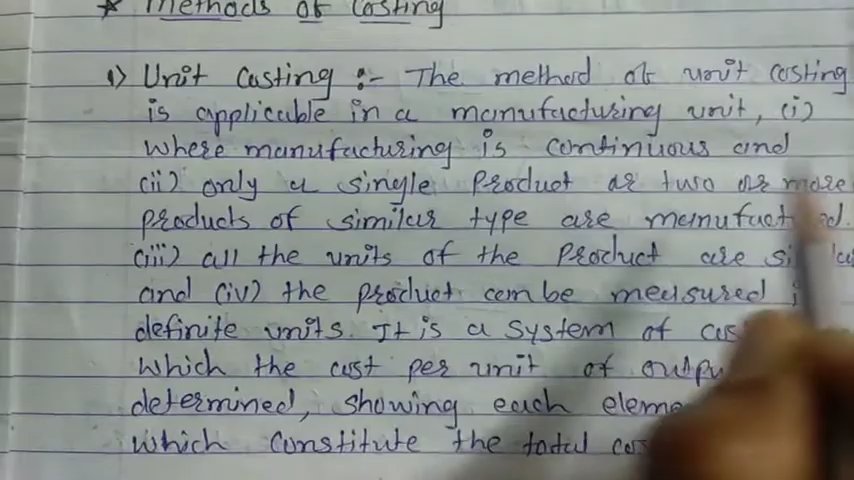 * Methods of Costing
1) Unit Costing :- The method of unit costing
is applicable in a manufacturing unit, (i)
where manufacturing is continuous and
(ii) only a single product or two or more
products of similar type are
(iii) all the units of the product are
and (iv) the product can be measured
definite units. It is a system of
which the cost per unit of
determined, showing each
which constitute the total